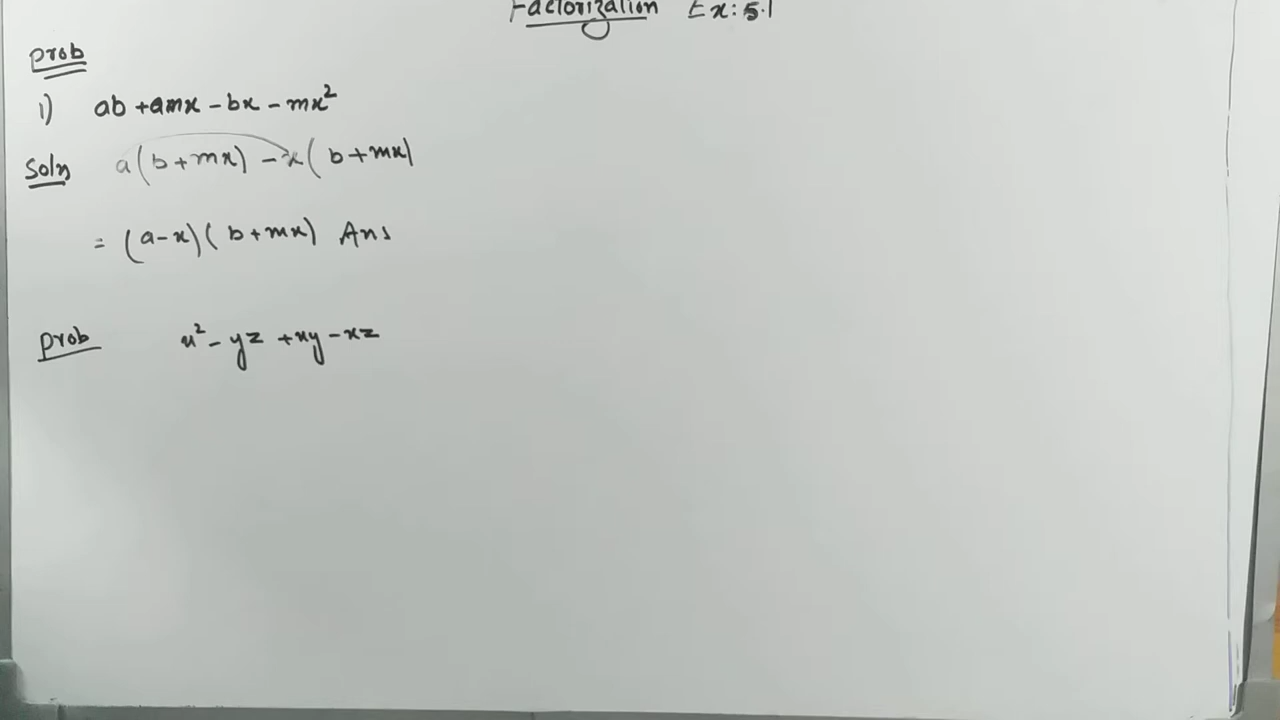 Factorization Ex: 5.1
Prob
1) ab + amx - bx - mx²
Soln a(b + mx) - x(b + mx)
= (a - x)(b + mx) Ans
Prob x² - yz + xy - xz